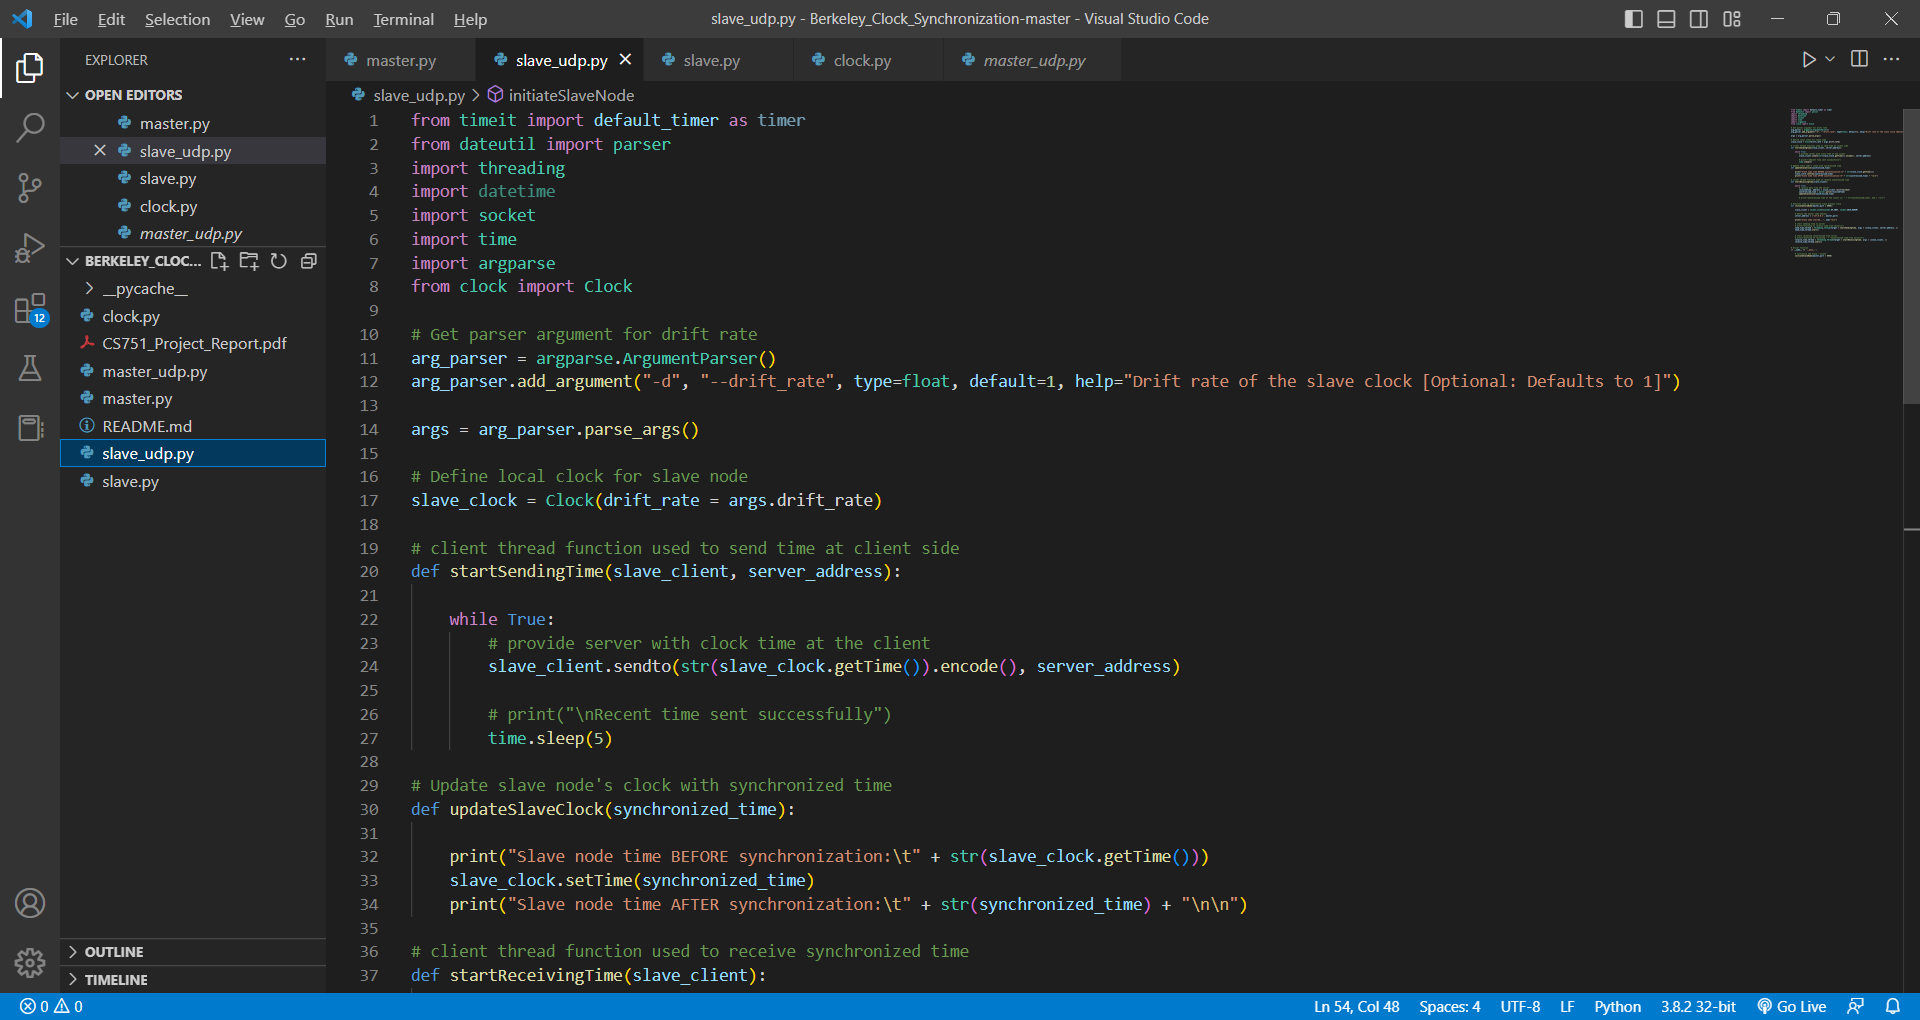 File Edit Selection View Go Run Terminal Help
slave_udp.py - Berkeley_Clock_Synchronization-master - Visual Studio Code
EXPLORER
OPEN EDITORS
master.py
slave_udp.py
slave.py
clock.py
master_udp.py
BERKELEY_CLOC...
__pycache__
clock.py
CS751_Project_Report.pdf
master_udp.py
master.py
README.md
slave_udp.py
slave.py
OUTLINE
TIMELINE
12
master.py slave_udp.py slave.py clock.py master_udp.py
slave_udp.py > initiateSlaveNode
1 from timeit import default_timer as timer
2 from dateutil import parser
3 import threading
4 import datetime
5 import socket
6 import time
7 import argparse
8 from clock import Clock
9
10 # Get parser argument for drift rate
11 arg_parser = argparse.ArgumentParser()
12 arg_parser.add_argument("-d", "--drift_rate", type=float, default=1, help="Drift rate of the slave clock [Optional: Defaults to 1]")
13
14 args = arg_parser.parse_args()
15
16 # Define local clock for slave node
17 slave_clock = Clock(drift_rate = args.drift_rate)
18
19 # client thread function used to send time at client side
20 def startSendingTime(slave_client, server_address):
21
22 while True:
23 # provide server with clock time at the client
24 slave_client.sendto(str(slave_clock.getTime()).encode(), server_address)
25
26 # print("\nRecent time sent successfully")
27 time.sleep(5)
28
29 # Update slave node's clock with synchronized time
30 def updateSlaveClock(synchronized_time):
31
32 print("Slave node time BEFORE synchronization:\t" + str(slave_clock.getTime()))
33 slave_clock.setTime(synchronized_time)
34 print("Slave node time AFTER synchronization:\t" + str(synchronized_time) + "\n\n")
35
36 # client thread function used to receive synchronized time
37 def startReceivingTime(slave_client):
0 0
Ln 54, Col 48 Spaces: 4 UTF-8 LF Python 3.8.2 32-bit Go Live